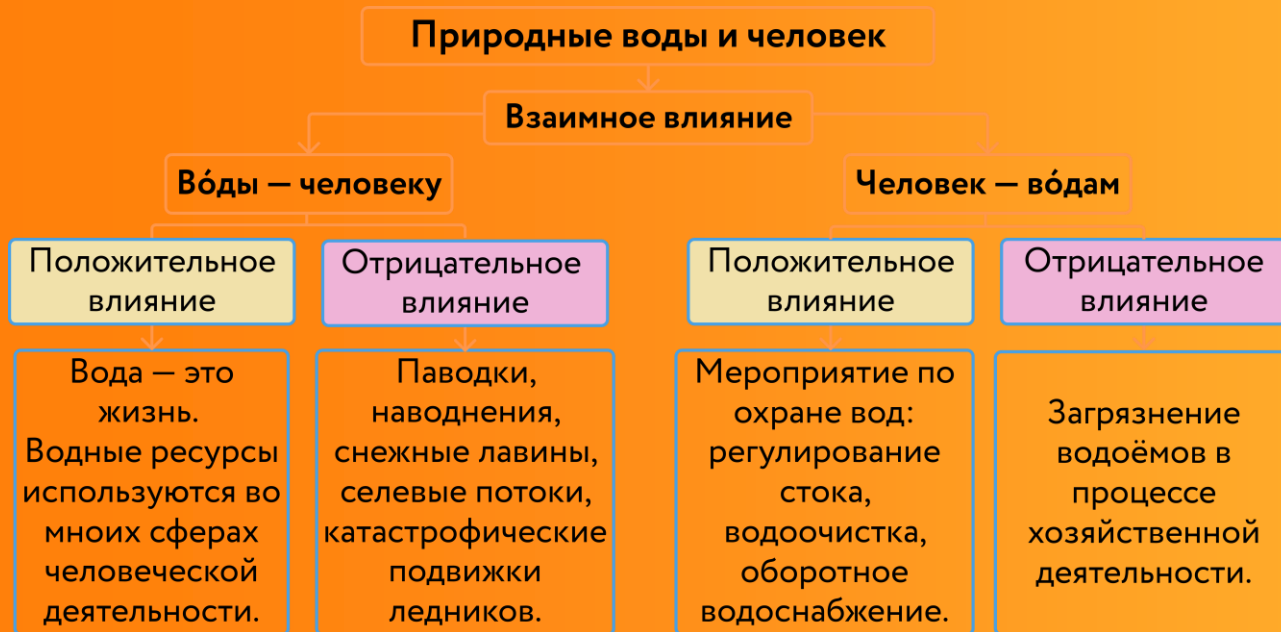 Природные воды и человек
Взаимное влияние
Во́ды — человеку
Человек — во́дам
Положительное
влияние
Отрицательное
влияние
Положительное
влияние
Отрицательное
влияние
Вода — это
жизнь.
Водные ресурсы
используются во
мноих сферах
человеческой
деятельности.
Паводки,
наводнения,
снежные лавины,
селевые потоки,
катастрофические
подвижки
ледников.
Мероприятие по
охране вод:
регулирование
стока,
водоочистка,
оборотное
водоснабжение.
Загрязнение
водоёмов в
процессе
хозяйственной
деятельности.